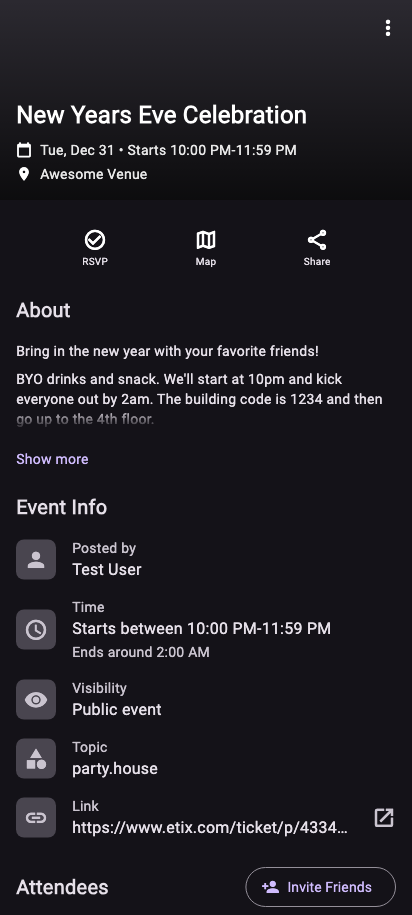 New Years Eve Celebration
Tue, Dec 31 • Starts 10:00 PM-11:59 PM
Awesome Venue
RSVP
Map
Share
About
Bring in the new year with your favorite friends!
BYO drinks and snack. We'll start at 10pm and kick
everyone out by 2am. The building code is 1234 and then
go up to the 4th floor.
Show more
Event Info
Posted by
Test User
Time
Starts between 10:00 PM-11:59 PM
Ends around 2:00 AM
Visibility
Public event
Topic
party.house
Link
https://www.etix.com/ticket/p/4334...
Attendees
Invite Friends